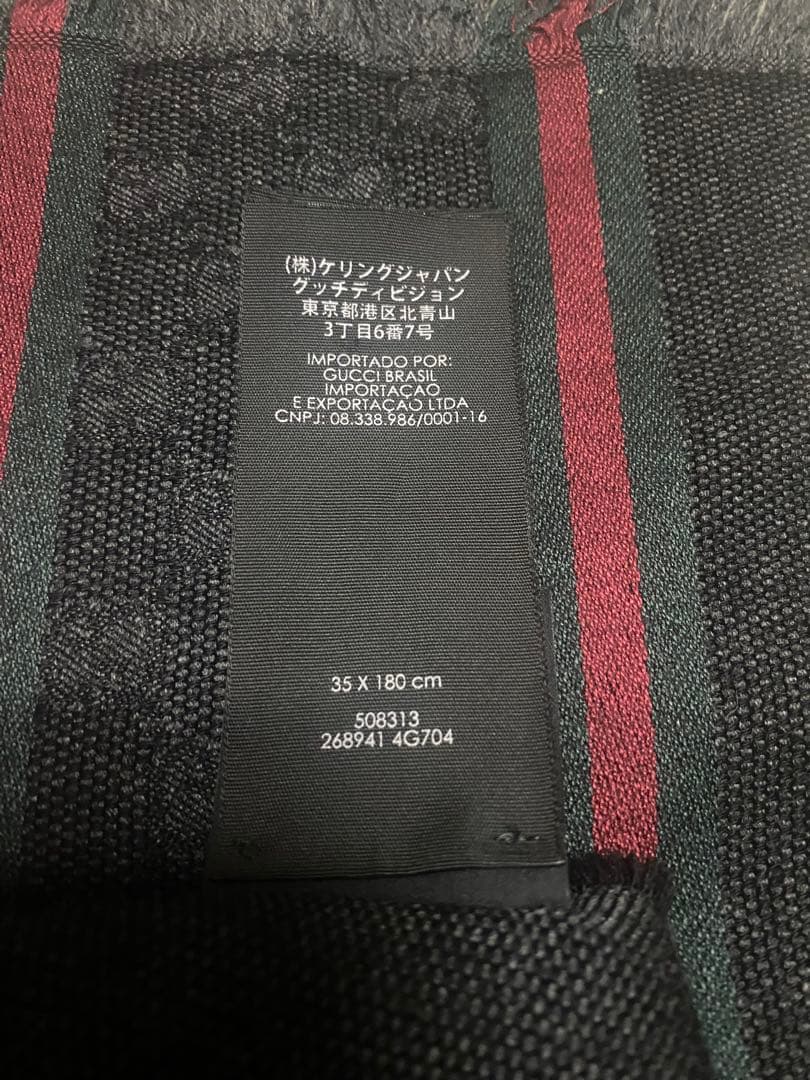 (株)ケリングジャパン
グッチディビジョン
東京都港区北青山
3丁目6番7号
IMPORTADO POR:
GUCCI BRASIL
IMPORTAÇAO
E EXPORTAÇAO LTDA
CNPJ: 08.338.986/0001-16
35 X 180 cm
508313
268941 4G704